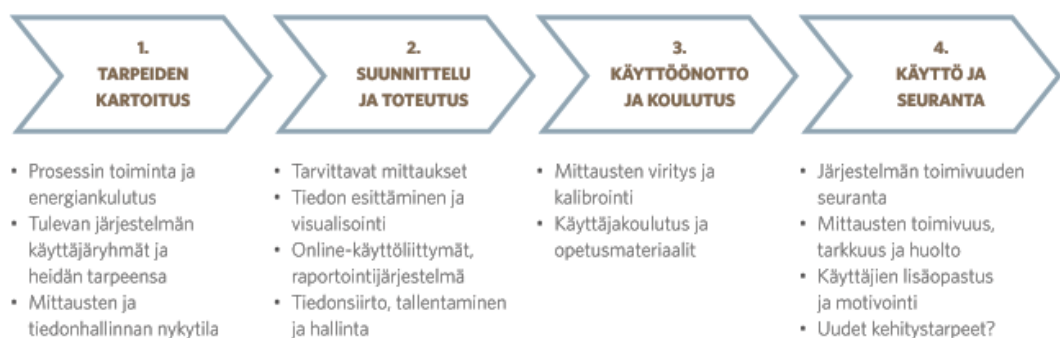 1.
TARPEIDEN
KARTOITUS
• Prosessin toiminta ja
energiankulutus
• Tulevan järjestelmän
käyttäjäryhmät ja
heidän tarpeensa
• Mittausten ja
tiedonhallinnan nykytila
2.
SUUNNITTELU
JA TOTEUTUS
• Tarvittavat mittaukset
• Tiedon esittäminen ja
visualisointi
• Online-käyttöliittymät,
raportointijärjestelmä
• Tiedonsiirto, tallentaminen
ja hallinta
3.
KÄYTTÖÖNOTTO
JA KOULUTUS
• Mittausten viritys ja
kalibrointi
• Käyttäjakoulutus ja
opetusmateriaalit
4.
KÄYTTÖ JA
SEURANTA
• Järjestelmän toimivuuden
seuranta
• Mittausten toimivuus,
tarkkuus ja huolto
• Käyttäjien lisäopastus
ja motivointi
• Uudet kehitystarpeet?